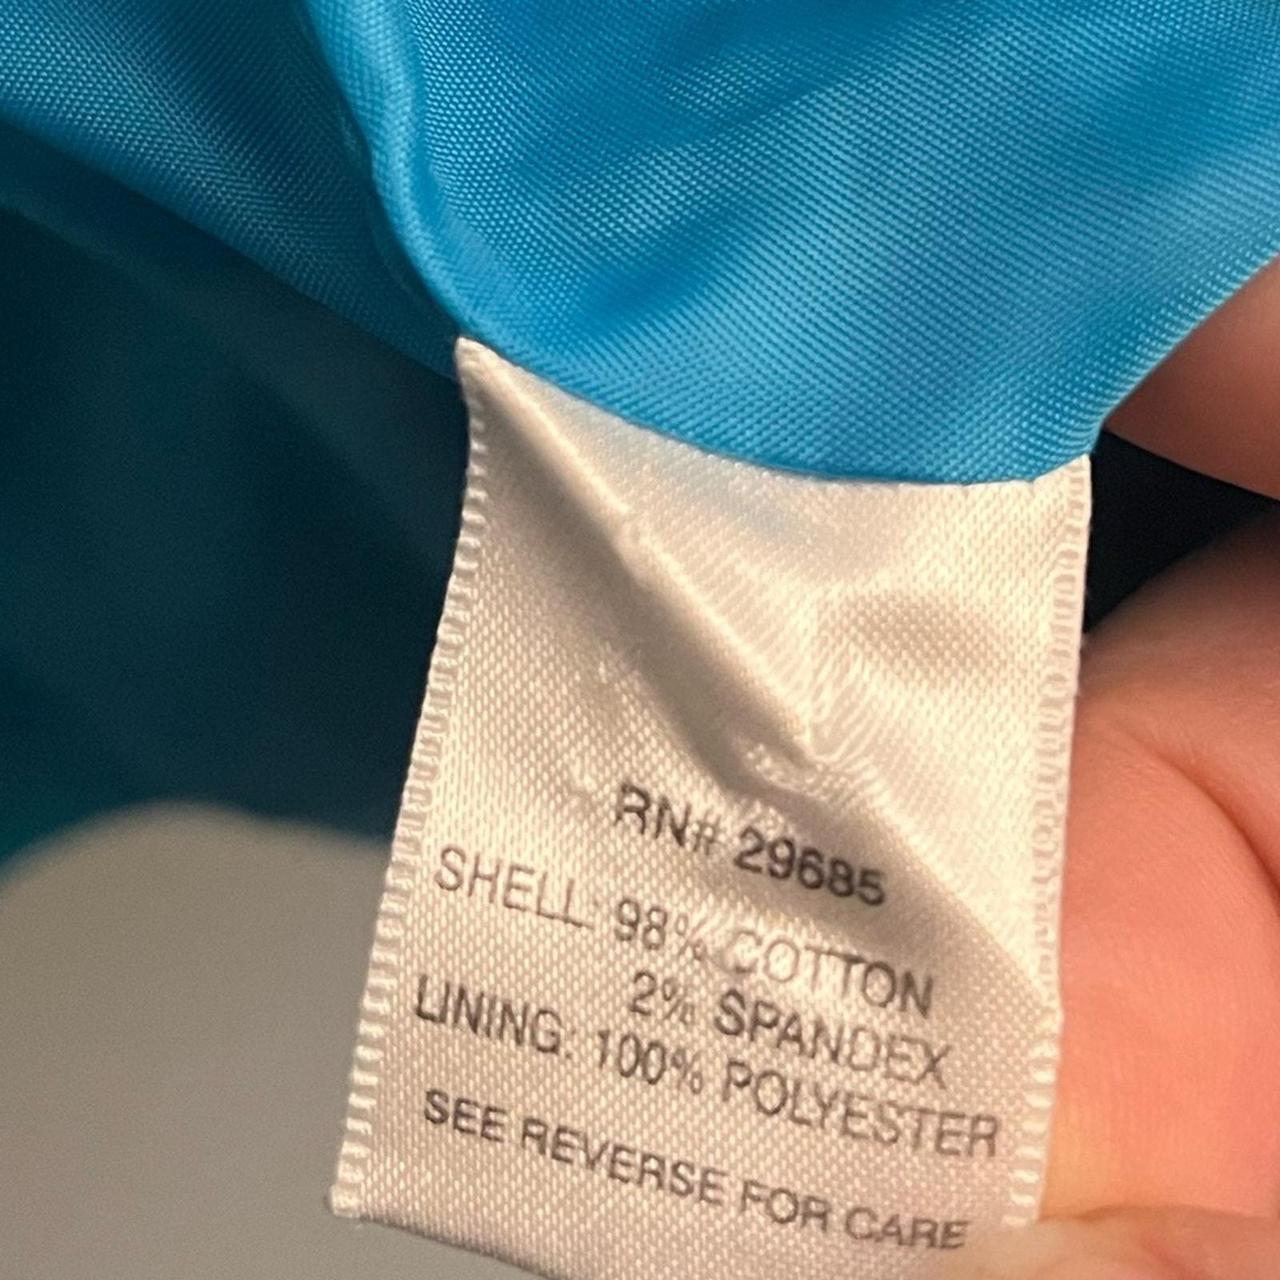 RN# 29685
SHELL: 98% COTTON
2% SPANDEX
LINING: 100% POLYESTER
SEE REVERSE FOR CARE